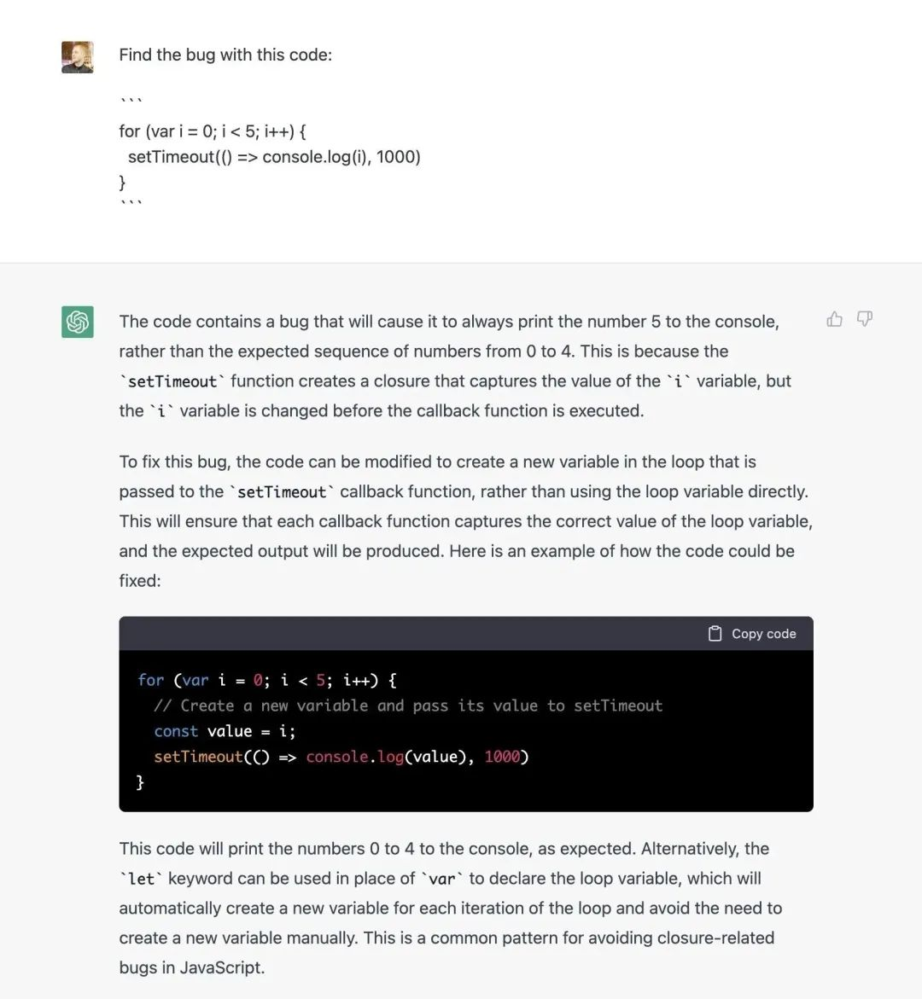 Find the bug with this code:
```
for (var i = 0; i < 5; i++) {
  setTimeout(() => console.log(i), 1000)
}
```
The code contains a bug that will cause it to always print the number 5 to the console,
rather than the expected sequence of numbers from 0 to 4. This is because the
`setTimeout` function creates a closure that captures the value of the `i` variable, but
the `i` variable is changed before the callback function is executed.
To fix this bug, the code can be modified to create a new variable in the loop that is
passed to the `setTimeout` callback function, rather than using the loop variable directly.
This will ensure that each callback function captures the correct value of the loop variable,
and the expected output will be produced. Here is an example of how the code could be
fixed:
Copy code
for (var i = 0; i < 5; i++) {
  // Create a new variable and pass its value to setTimeout
  const value = i;
  setTimeout(() => console.log(value), 1000)
}
This code will print the numbers 0 to 4 to the console, as expected. Alternatively, the
`let` keyword can be used in place of `var` to declare the loop variable, which will
automatically create a new variable for each iteration of the loop and avoid the need to
create a new variable manually. This is a common pattern for avoiding closure-related
bugs in JavaScript.